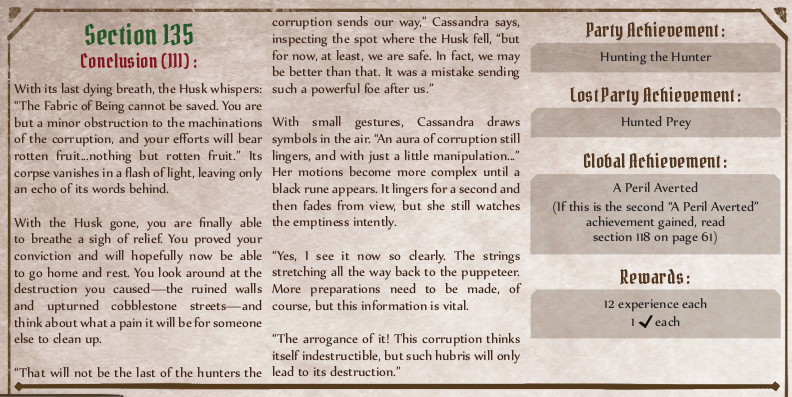 Section 135
Conclusion (111) :
With its last dying breath, the Husk whispers:
“The Fabric of Being cannot be saved. You are
but a minor obstruction to the machinations
of the corruption, and your efforts will bear
rotten fruit...nothing but rotten fruit.” Its
corpse vanishes in a flash of light, leaving only
an echo of its words behind.
With the Husk gone, you are finally able
to breathe a sigh of relief. You proved your
conviction and will hopefully now be able
to go home and rest. You look around at the
destruction you caused—the ruined walls
and upturned cobblestone streets—and
think about what a pain it will be for someone
else to clean up.
“That will not be the last of the hunters the
corruption sends our way,” Cassandra says,
inspecting the spot where the Husk fell, “but
for now, at least, we are safe. In fact, we may
be better than that. It was a mistake sending
such a powerful foe after us.”
With small gestures, Cassandra draws
symbols in the air. “An aura of corruption still
lingers, and with just a little manipulation...”
Her motions become more complex until a
black rune appears. It lingers for a second and
then fades from view, but she still watches
the emptiness intently.
“Yes, I see it now so clearly. The strings
stretching all the way back to the puppeteer.
More preparations need to be made, of
course, but this information is vital.
“The arrogance of it! This corruption thinks
itself indestructible, but such hubris will only
lead to its destruction.”
Party Achievement:
Hunting the Hunter
Lost Party Achievement:
Hunted Prey
Global Achievement:
A Peril Averted
(If this is the second “A Peril Averted”
achievement gained, read
section 118 on page 61)
Rewards:
12 experience each
1 ✔ each